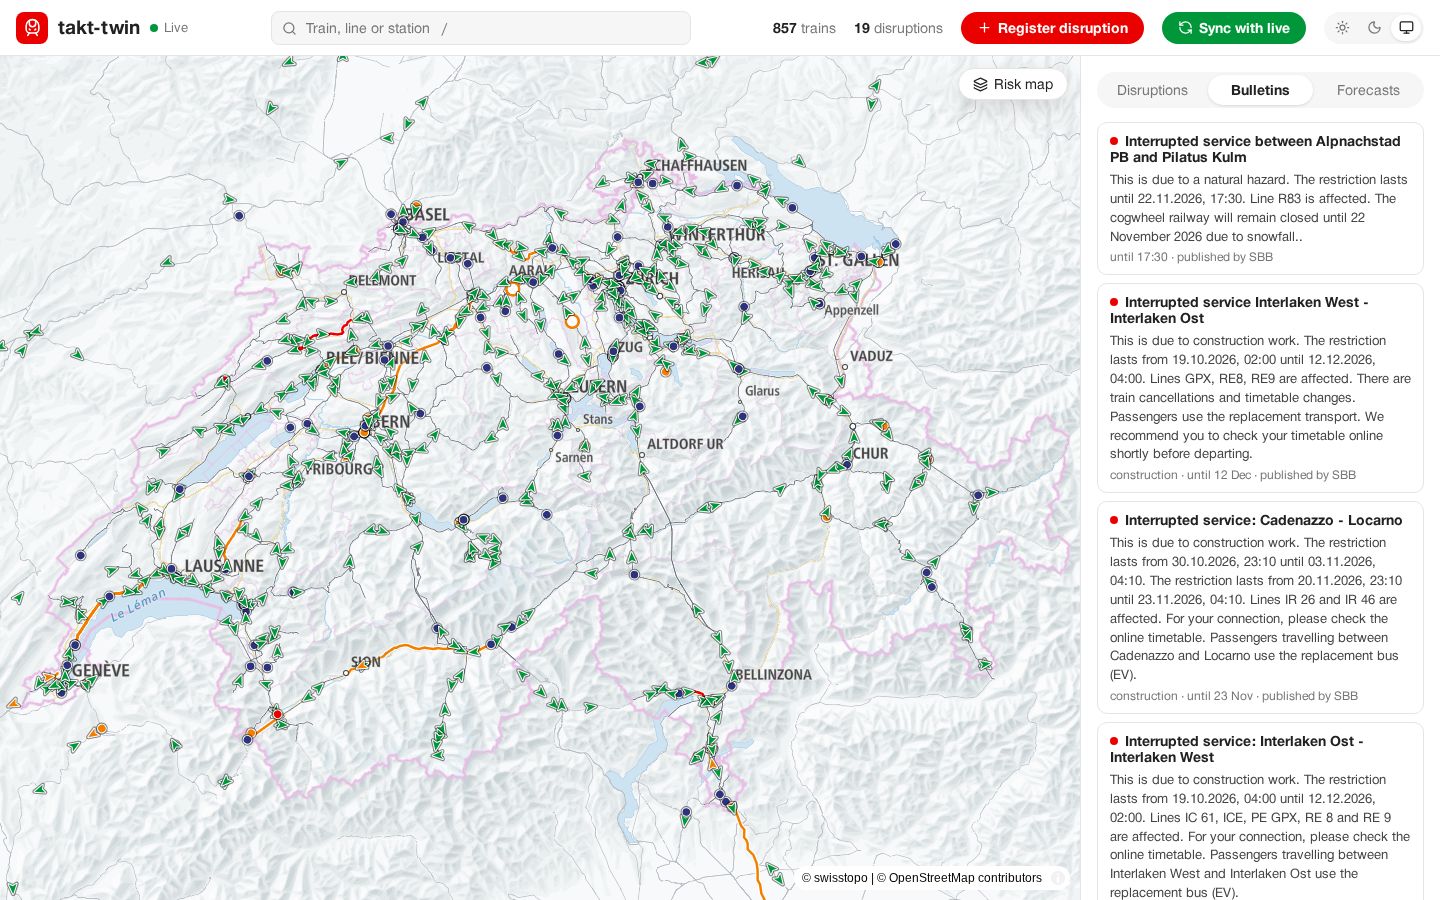 takt-twin
Live
Train, line or station /
857 trains
19 disruptions
Register disruption
Sync with live
Risk map
Disruptions
Bulletins
Forecasts
Interrupted service between Alpnachstad
PB and Pilatus Kulm
This is due to a natural hazard. The restriction lasts
until 22.11.2026, 17:30. Line R83 is affected. The
cogwheel railway will remain closed until 22
November 2026 due to snowfall..
until 17:30 · published by SBB
Interrupted service Interlaken West -
Interlaken Ost
This is due to construction work. The restriction
lasts from 19.10.2026, 02:00 until 12.12.2026,
04:00. Lines GPX, RE8, RE9 are affected. There are
train cancellations and timetable changes.
Passengers use the replacement transport. We
recommend you to check your timetable online
shortly before departing.
construction · until 12 Dec · published by SBB
Interrupted service: Cadenazzo - Locarno
This is due to construction work. The restriction
lasts from 30.10.2026, 23:10 until 03.11.2026,
04:10. The restriction lasts from 20.11.2026, 23:10
until 23.11.2026, 04:10. Lines IR 26 and IR 46 are
affected. For your connection, please check the
online timetable. Passengers travelling between
Cadenazzo and Locarno use the replacement bus
(EV).
construction · until 23 Nov · published by SBB
Interrupted service: Interlaken Ost -
Interlaken West
This is due to construction work. The restriction
lasts from 19.10.2026, 04:00 until 12.12.2026,
02:00. Lines IC 61, ICE, PE GPX, RE 8 and RE 9
are affected. For your connection, please check the
online timetable. Passengers travelling between
Interlaken West and Interlaken Ost use the
replacement bus (EV).
SCHAFFHAUSEN
BASEL
WINTERTHUR
LIESTAL
AARAU
ZÜRICH
HERISAU
ST. GALLEN
DELEMONT
Appenzell
BIEL/BIENNE
ZUG
VADUZ
LUZERN
Glarus
BERN
Stans
ALTDORF UR
Sarnen
CHUR
FRIBOURG
LAUSANNE
Le Léman
SION
GENÈVE
BELLINZONA
© swisstopo | © OpenStreetMap contributors